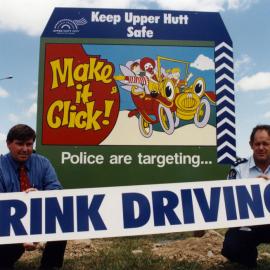 Keep Upper Hutt
Safe
Make
it
Click!
Police are targeting...
RINK DRIVING